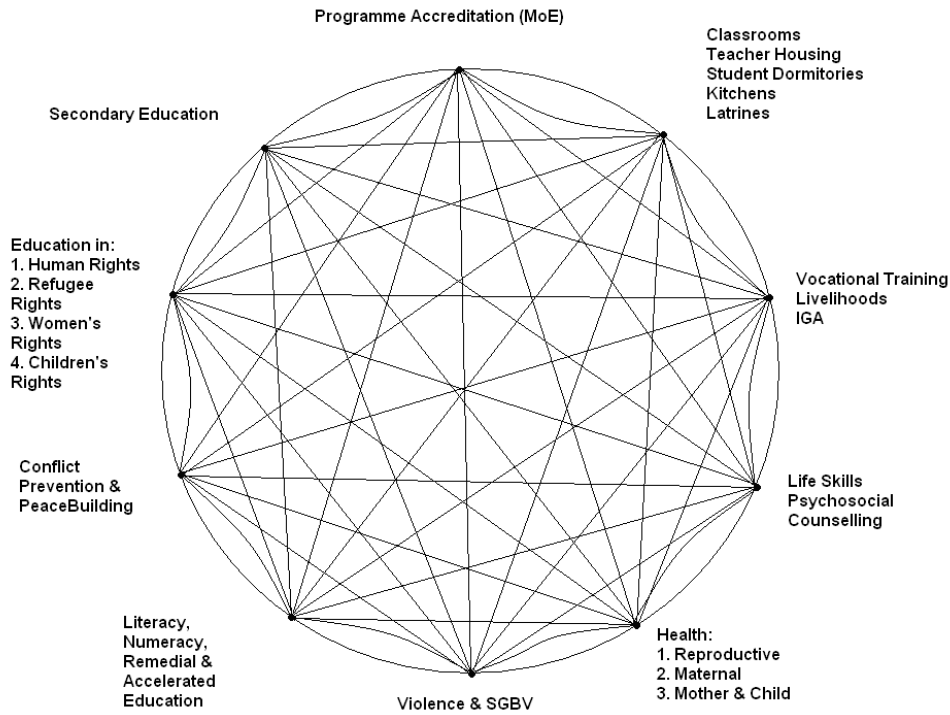 Programme Accreditation (MoE)
Classrooms
Teacher Housing
Student Dormitories
Kitchens
Latrines
Secondary Education
Education in:
1. Human Rights
2. Refugee
Rights
3. Women's
Rights
4. Children's
Rights
Vocational Training
Livelihoods
IGA
Conflict
Prevention &
PeaceBuilding
Life Skills
Psychosocial
Counselling
Literacy,
Numeracy,
Remedial &
Accelerated
Education
Health:
1. Reproductive
2. Maternal
3. Mother & Child
Violence & SGBV